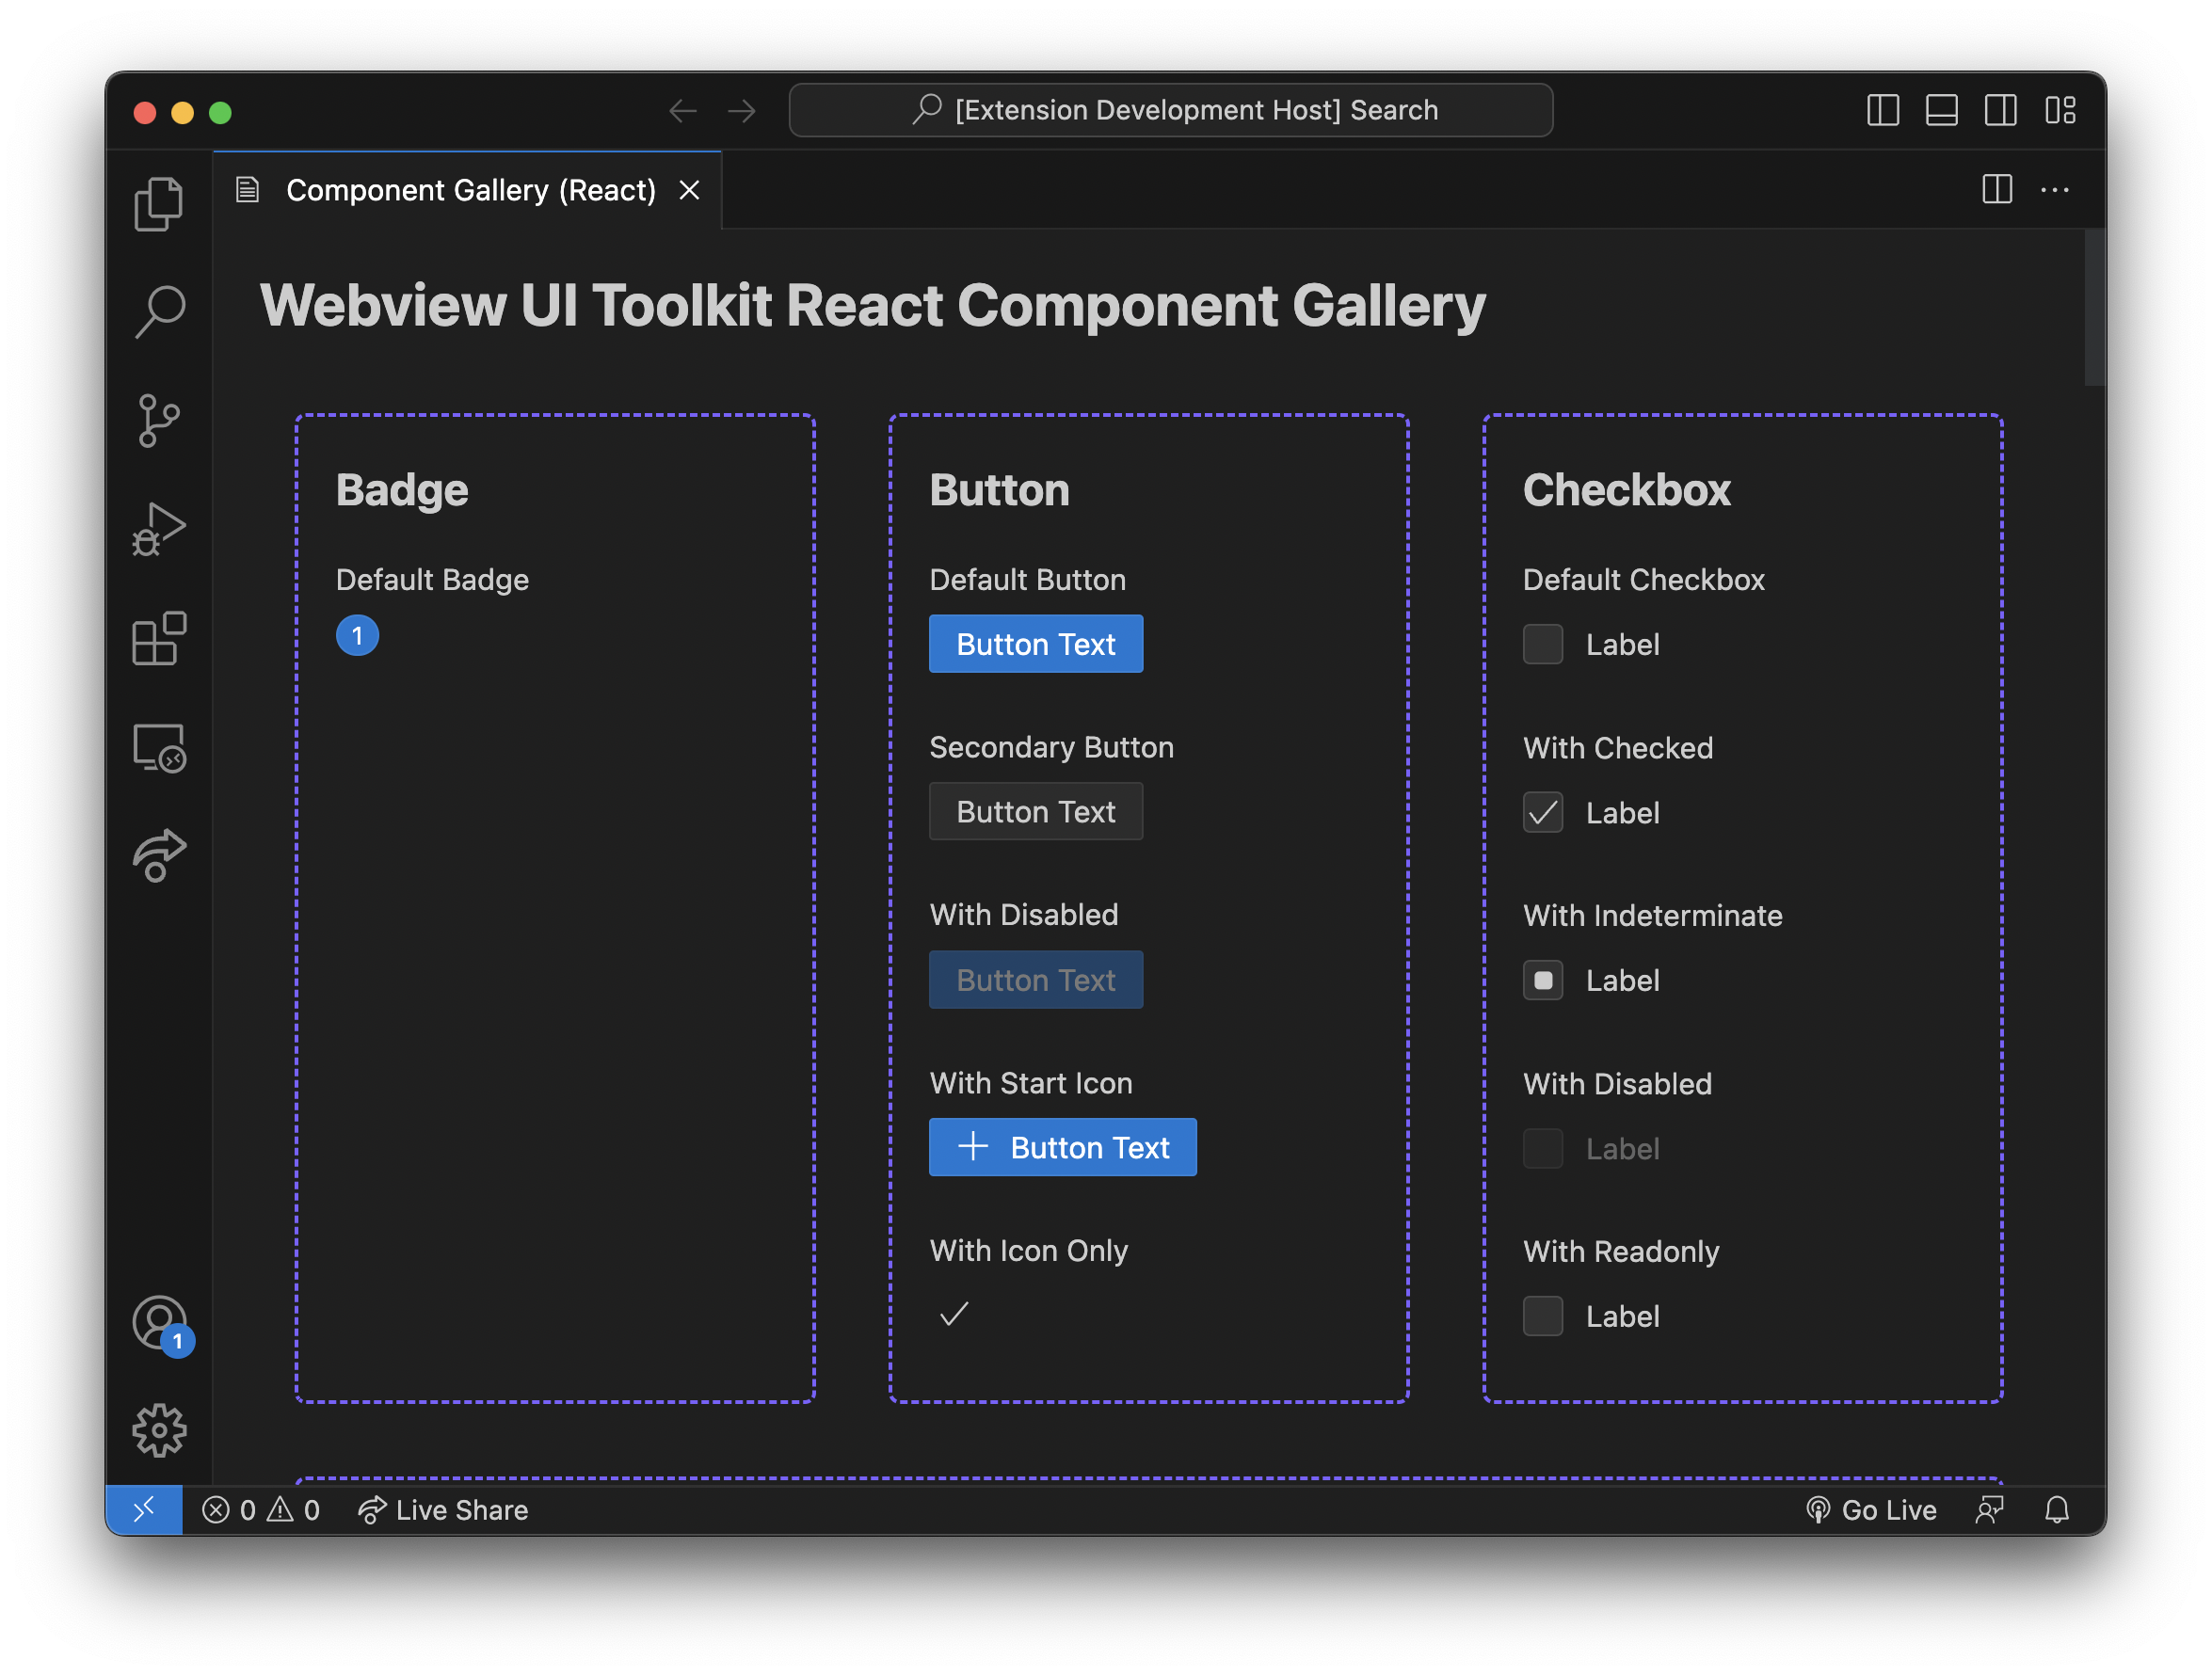 [Extension Development Host] Search
Component Gallery (React)
Webview UI Toolkit React Component Gallery
Badge
Default Badge
1
Button
Default Button
Button Text
Secondary Button
Button Text
With Disabled
Button Text
With Start Icon
Button Text
With Icon Only
Checkbox
Default Checkbox
Label
With Checked
Label
With Indeterminate
Label
With Disabled
Label
With Readonly
Label
1
0 0 Live Share
Go Live